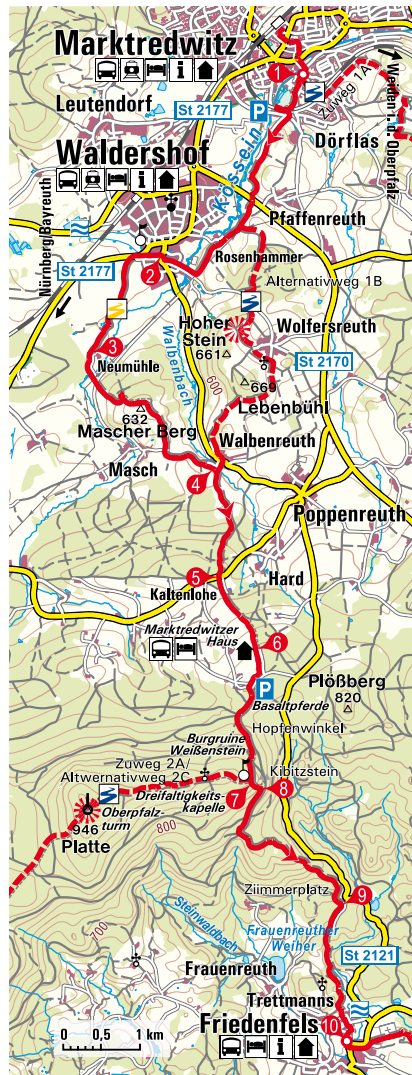 Marktredwitz
1
Zuweg 1A
Weiden i. d. Oberpfalz
Leutendorf
St 2177
P
Dörflas
Waldershof
Kössein
Pfaffenreuth
Nürnberg/Bayreuth
St 2177
2
Rosenhammer
Alternativweg 1B
Hoher
Stein
661
Wolfersreuth
3
Neumühle
Walbenbach
600
669
St 2170
Lebenbühl
632
Mascher Berg
Walbenreuth
Masch
4
Poppenreuth
5
Kaltenlohe
Hard
Marktredwitzer
Haus
6
P
Basaltpferde
Plößberg
820
Hopfenwinkel
Burgruine
Weißenstein
Zuweg 2A/
Altwernativweg 2C
Kibitzstein
7
8
Dreifaltigkeits-
kapelle
Oberpfalz-
turm
946
Platte
800
Ziimmerplatz
9
700
Steinwaldbach
Frauenreuther
Weiher
St 2121
Frauenreuth
Trettmanns
10
Friedenfels
0 0,5 1 km